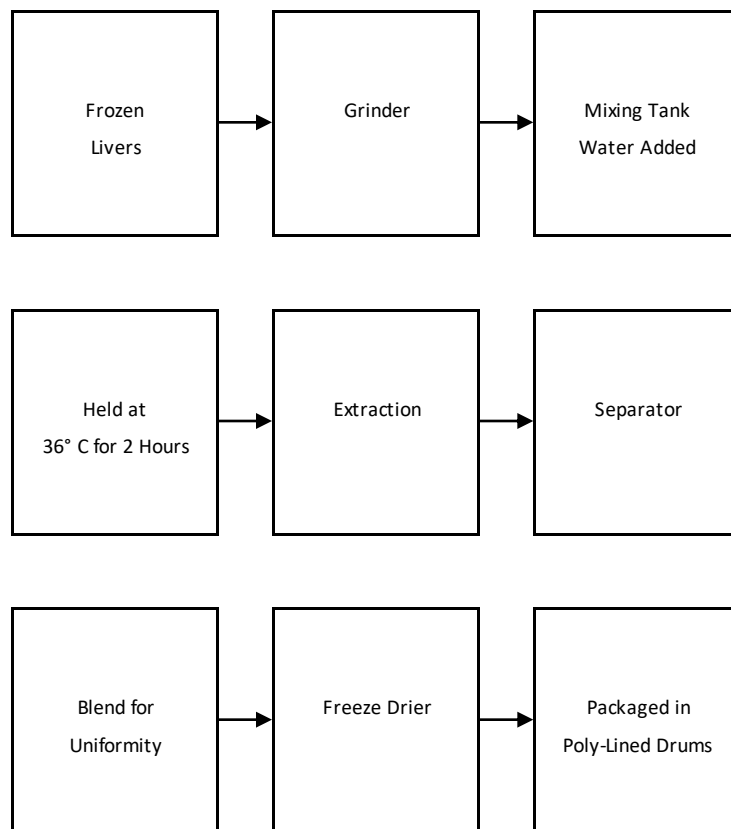 Frozen
Livers
Grinder
Mixing Tank
Water Added
Held at
36° C for 2 Hours
Extraction
Separator
Blend for
Uniformity
Freeze Drier
Packaged in
Poly-Lined Drums